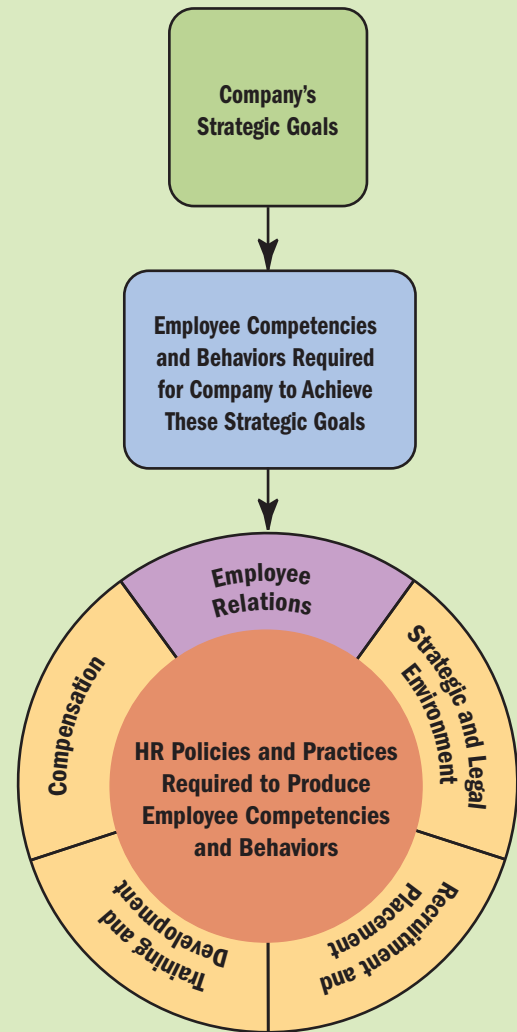 Company's
Strategic Goals
Employee Competencies
and Behaviors Required
for Company to Achieve
These Strategic Goals
Employee
Relations
Strategic and Legal
Environment
Recruitment and
Placement
Training and
Development
Compensation
HR Policies and Practices
Required to Produce
Employee Competencies
and Behaviors